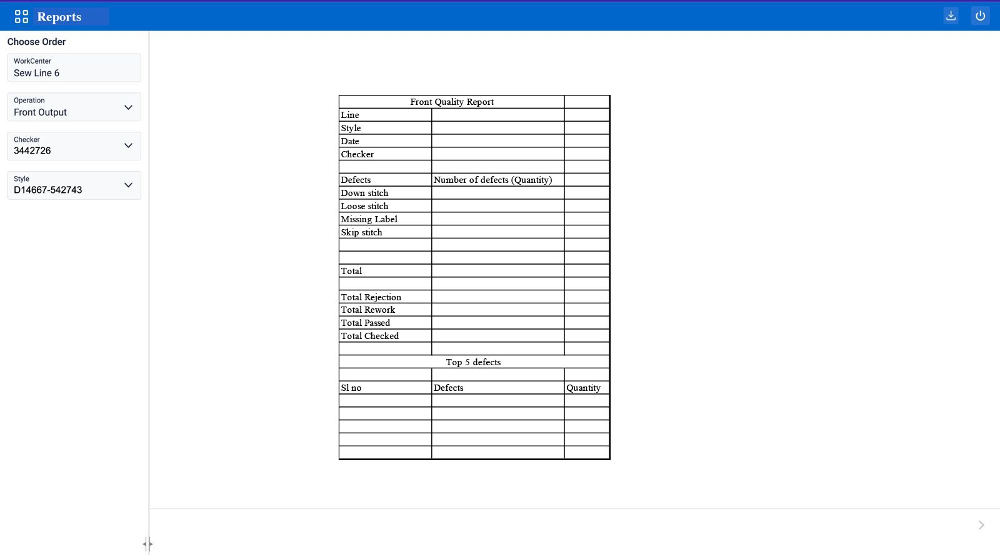 Reports
Choose Order
WorkCenter
Sew Line 6
Operation
Front Output
Checker
3442726
Style
D14667-542743
Front Quality Report
Line
Style
Date
Checker
Defects Number of defects (Quantity)
Down stitch
Loose stitch
Missing Label
Skip stitch
Total
Total Rejection
Total Rework
Total Passed
Total Checked
Top 5 defects
Sl no Defects Quantity